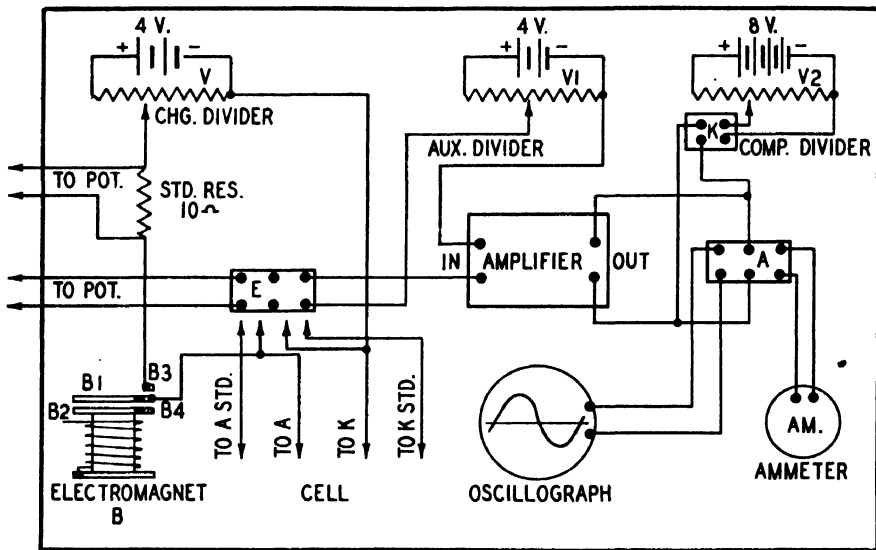 4 V. 4 V. 8 V.
+ - + - + -
V V1 V2
CHG. DIVIDER
K
AUX. DIVIDER COMP. DIVIDER
TO POT. STD. RES.
10 Ω
IN AMPLIFIER OUT A
E
TO POT.
B3
B1
B2 B4
TO A STD.
TO A
TO K
TO K STD.
AM.
ELECTROMAGNET CELL OSCILLOGRAPH AMMETER
B